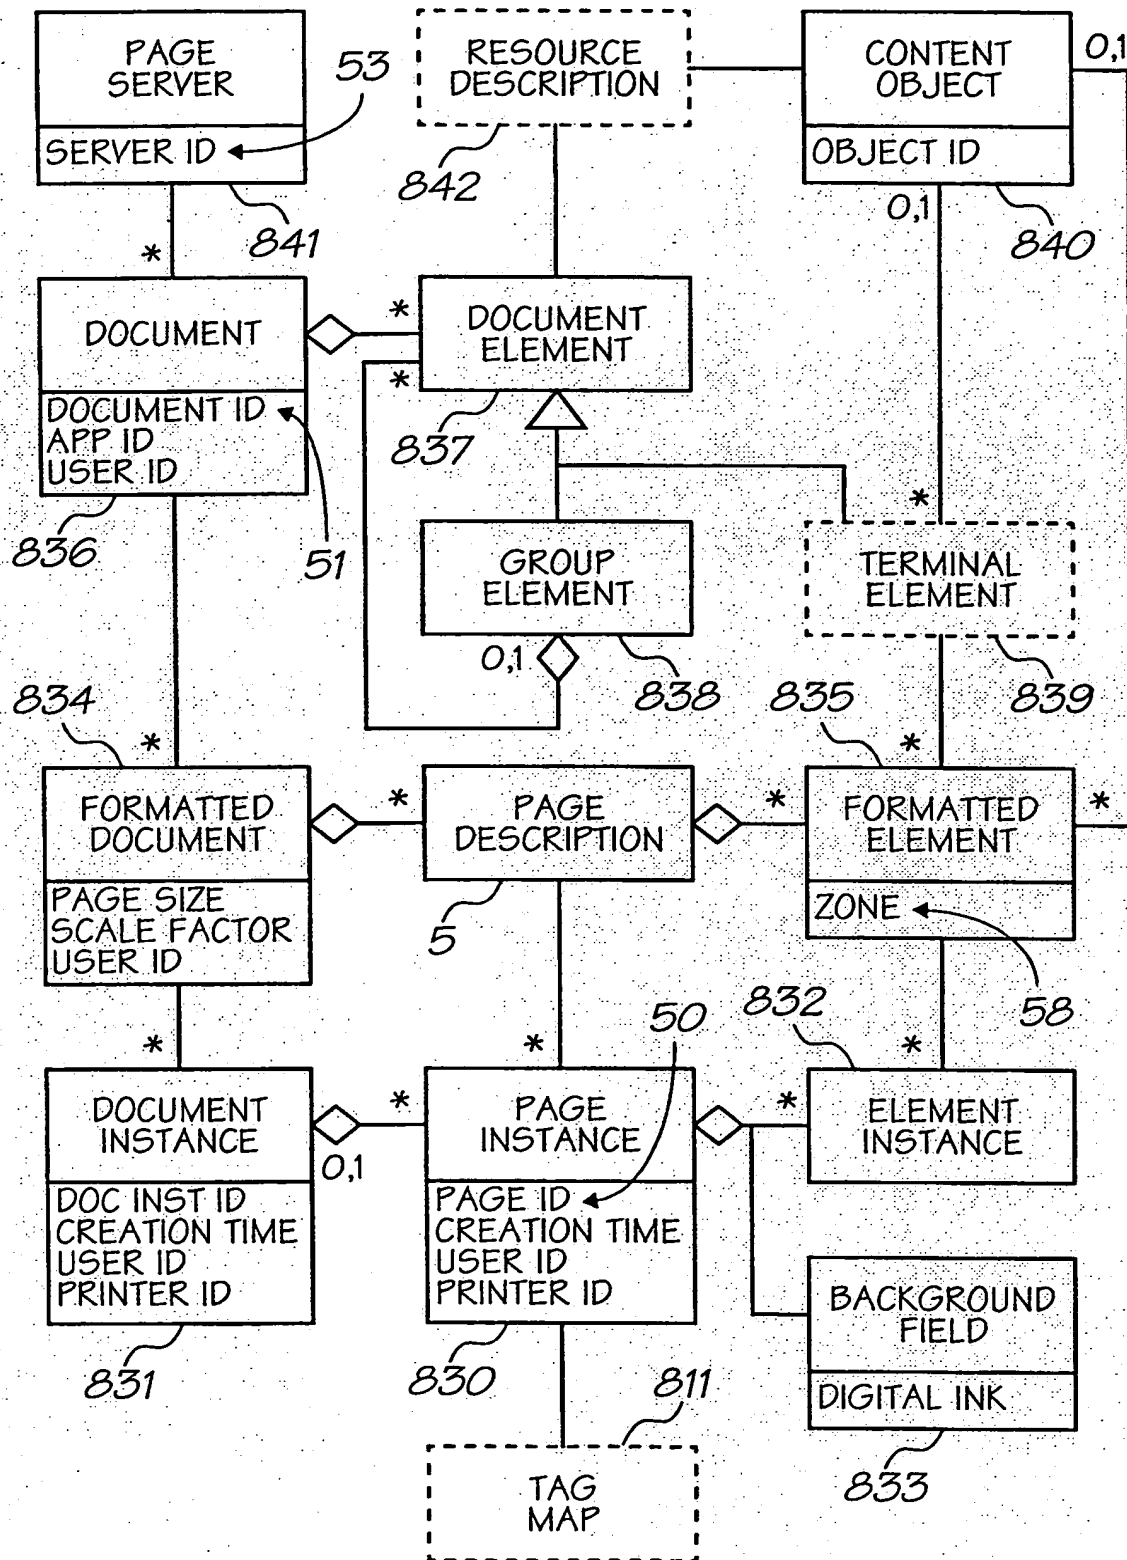 PAGE
SERVER
53
SERVER ID
841
*
RESOURCE
DESCRIPTION
842
CONTENT
OBJECT
0,1
OBJECT ID
0,1
840
DOCUMENT
DOCUMENT ID
APP ID
USER ID
836
51
*
*
DOCUMENT
ELEMENT
837
GROUP
ELEMENT
0,1
838
*
TERMINAL
ELEMENT
839
834
*
FORMATTED
DOCUMENT
PAGE SIZE
SCALE FACTOR
USER ID
*
PAGE
DESCRIPTION
5
835
*
*
FORMATTED
ELEMENT
*
ZONE
58
*
DOCUMENT
INSTANCE
0,1
DOC INST ID
CREATION TIME
USER ID
PRINTER ID
831
*
*
50
PAGE
INSTANCE
PAGE ID
CREATION TIME
USER ID
PRINTER ID
830
832
*
*
ELEMENT
INSTANCE
BACKGROUND
FIELD
DIGITAL INK
833
811
TAG
MAP